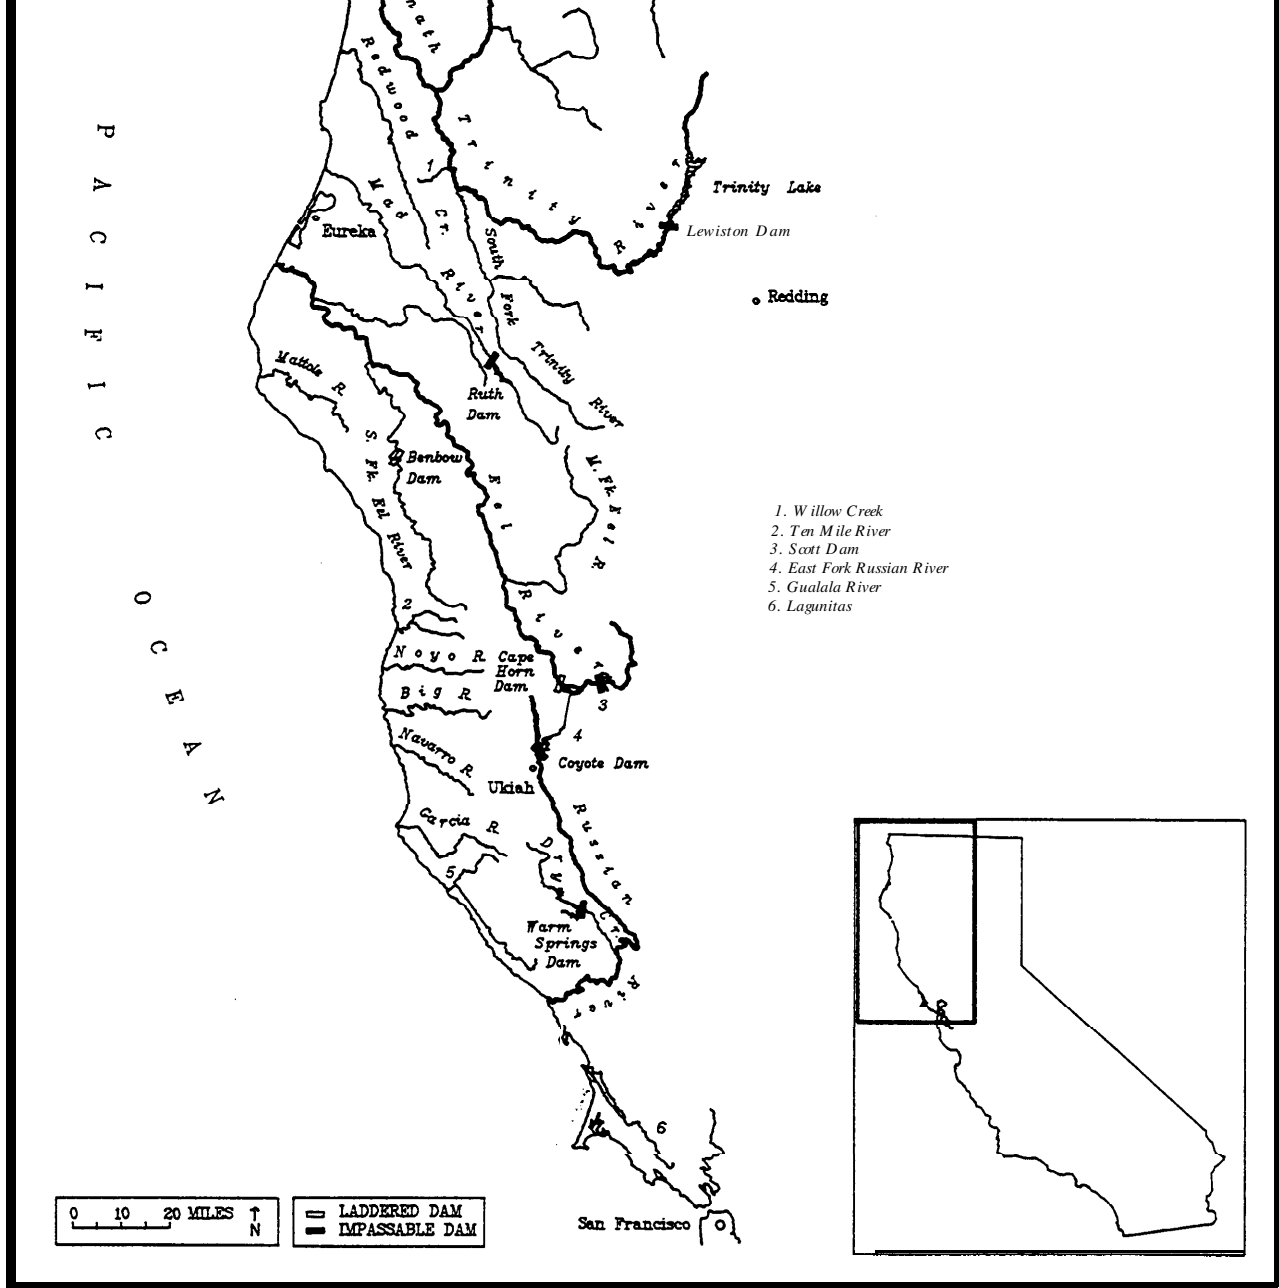 PACIFIC
OCEAN
math
Redwood
Cr.
Trinity
River
Trinity Lake
Lewiston Dam
1
Mad
River
Eureka
South
Fork
Trinity
River
Redding
Mattole R.
Ruth
Dam
S. Fk. Eel River
Benbow
Dam
Eel
River
M. Fk Eel R.
1. Willow Creek
2. Ten Mile River
3. Scott Dam
4. East Fork Russian River
5. Gualala River
6. Lagunitas
2
Noyo R
Cape
Horn
Dam
Big R
3
4
Navarro R
Coyote Dam
Ukiah
Garcia R
Russian
River
Dry
Cr.
5
Warm
Springs
Dam
6
0 10 20 MILES
N
LADDERED DAM
IMPASSABLE DAM
San Francisco